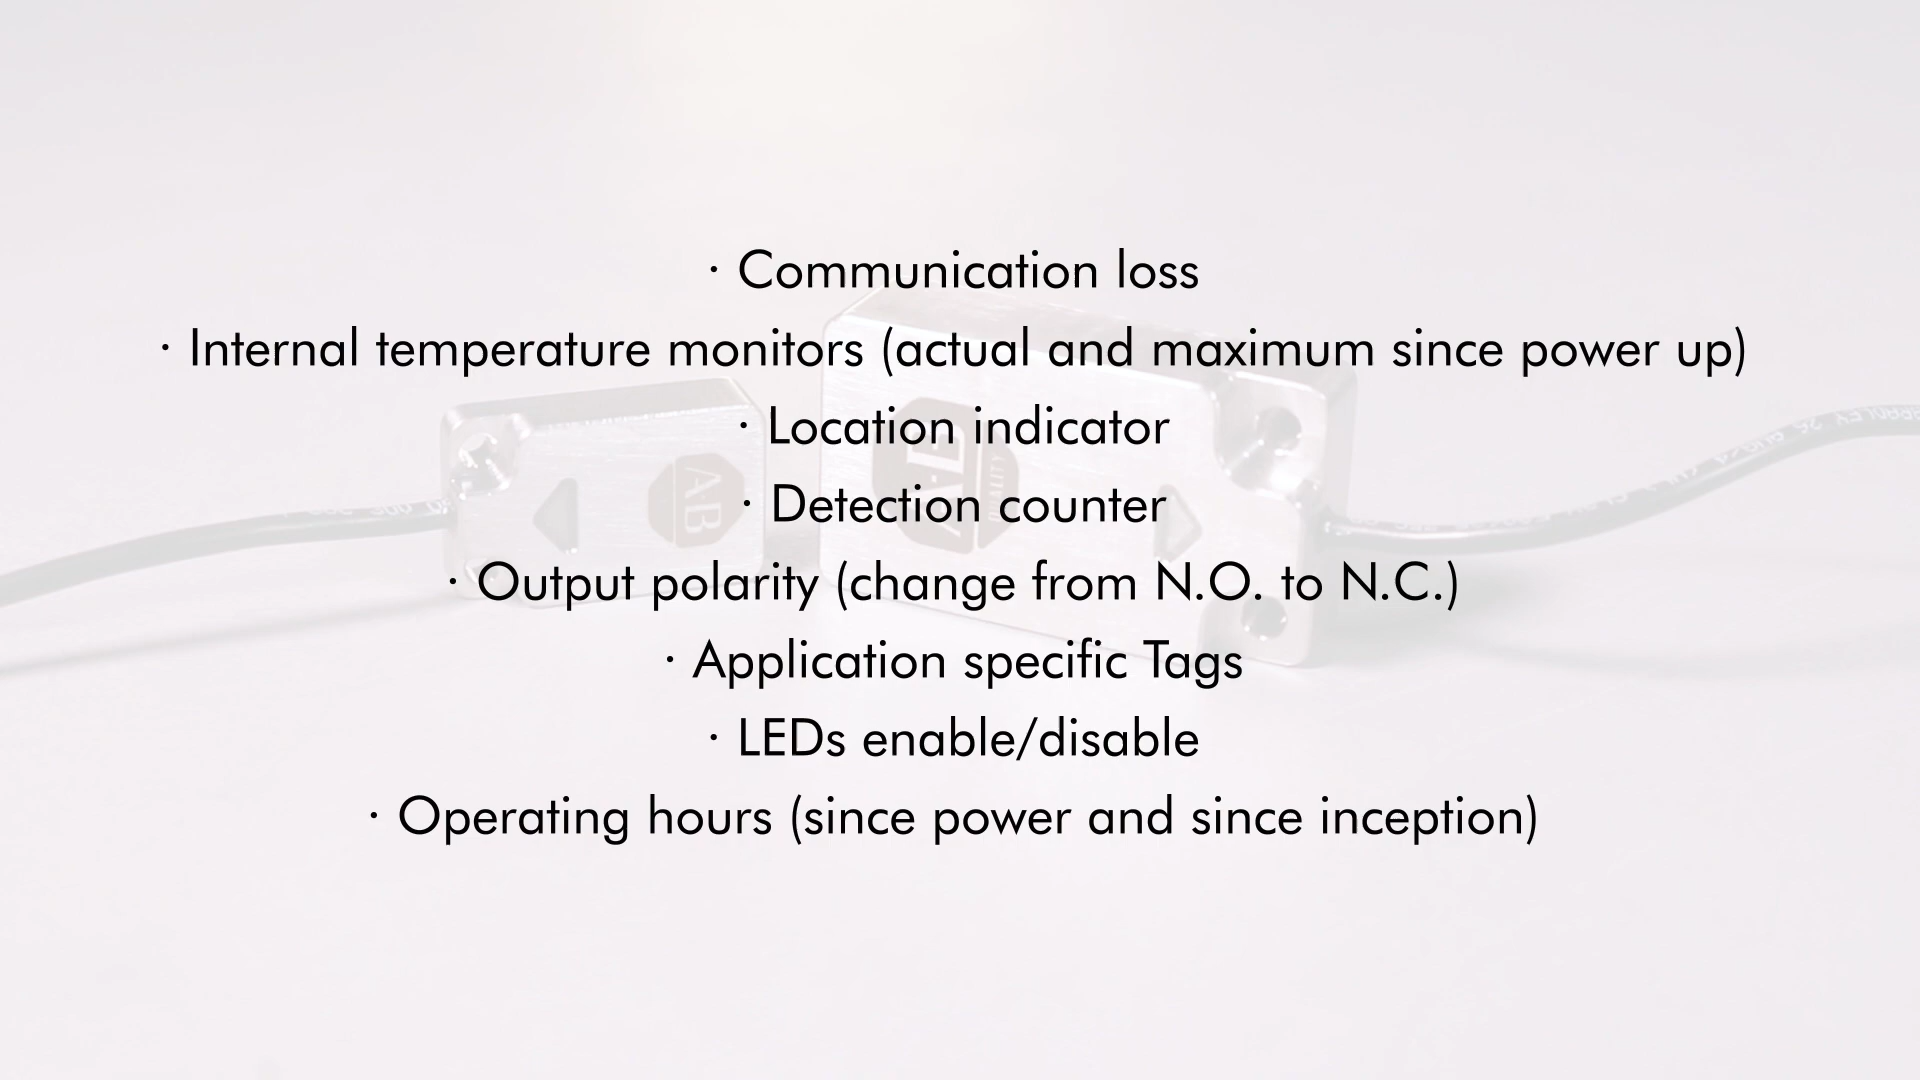 · Communication loss
· Internal temperature monitors (actual and maximum since power up)
· Location indicator
· Detection counter
· Output polarity (change from N.O. to N.C.)
· Application specific Tags
· LEDs enable/disable
· Operating hours (since power and since inception)
A·B
QUALITY